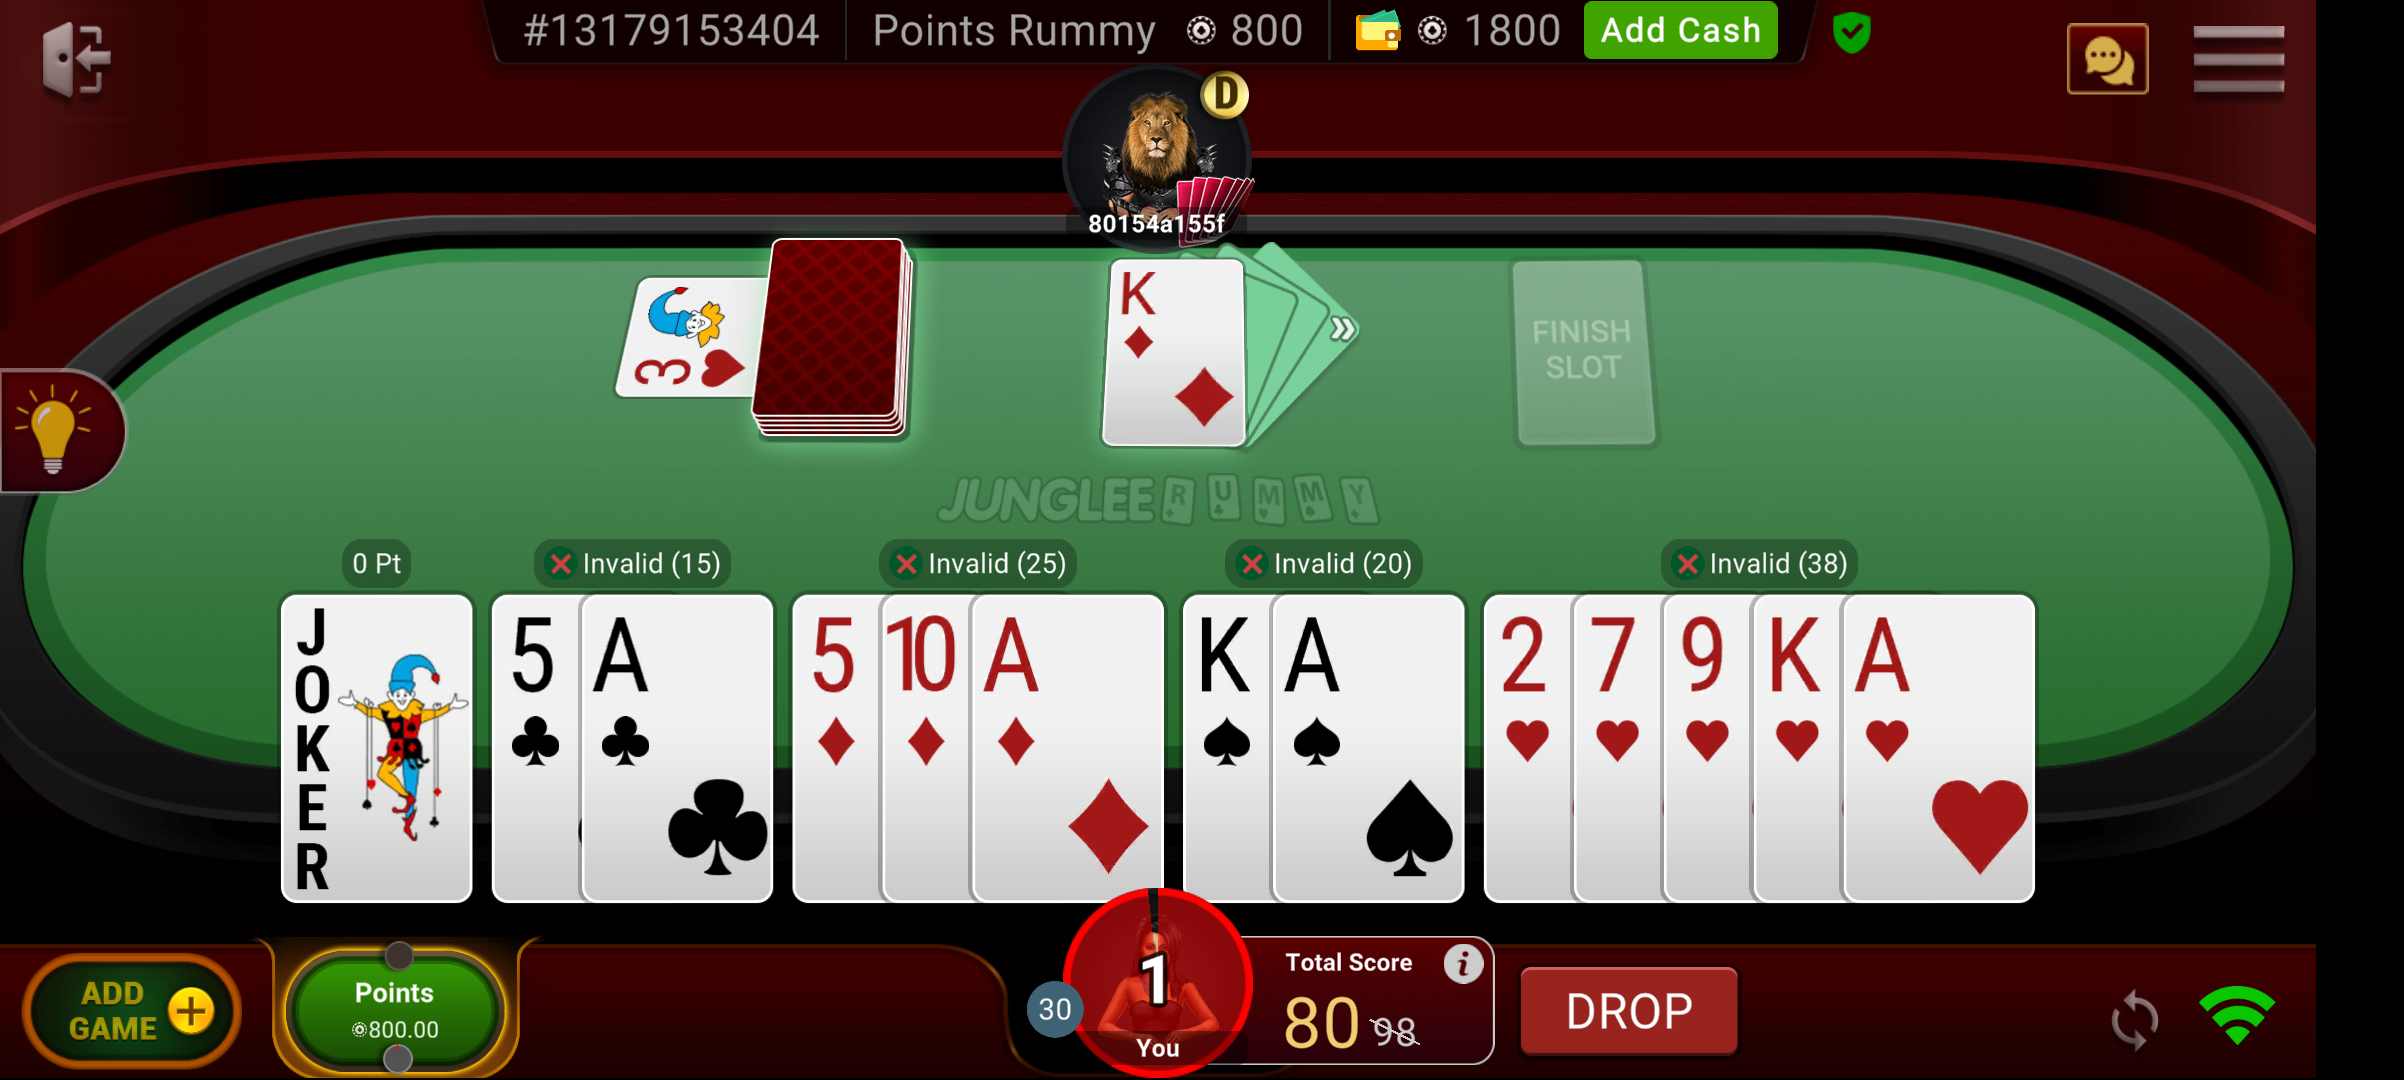 #13179153404 Points Rummy 800 1800 Add Cash
D
80154a155f
3
K
»
FINISH
SLOT
JUNGLEE RUMMY
0 Pt Invalid (15) Invalid (25) Invalid (20) Invalid (38)
JOKER 5 A 5 10 A K A 2 7 9 K A
ADD
GAME +
Points
800.00
30
1
You
Total Score i
80 98
DROP